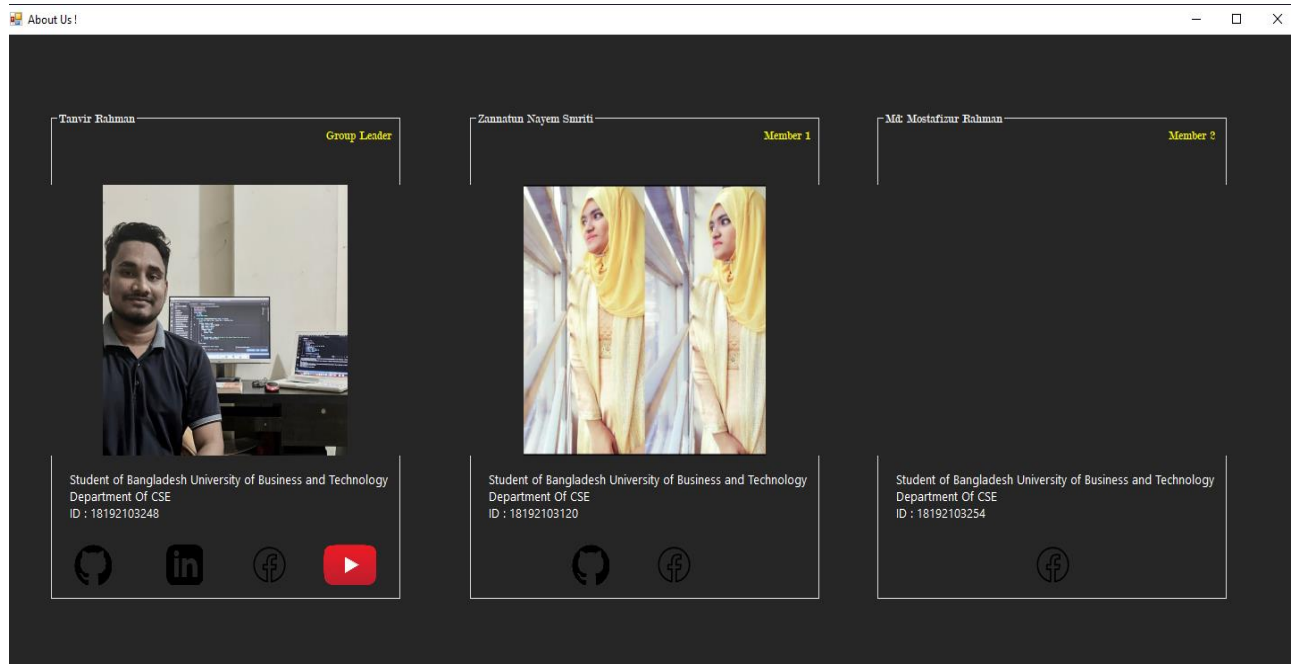 About Us !
Tanvir Rahman
Group Leader
Student of Bangladesh University of Business and Technology
Department Of CSE
ID : 18192103248
in
Zannatun Nayem Smriti
Member 1
Student of Bangladesh University of Business and Technology
Department Of CSE
ID : 18192103120
Md: Mostafizur Rahman
Member 2
Student of Bangladesh University of Business and Technology
Department Of CSE
ID : 18192103254